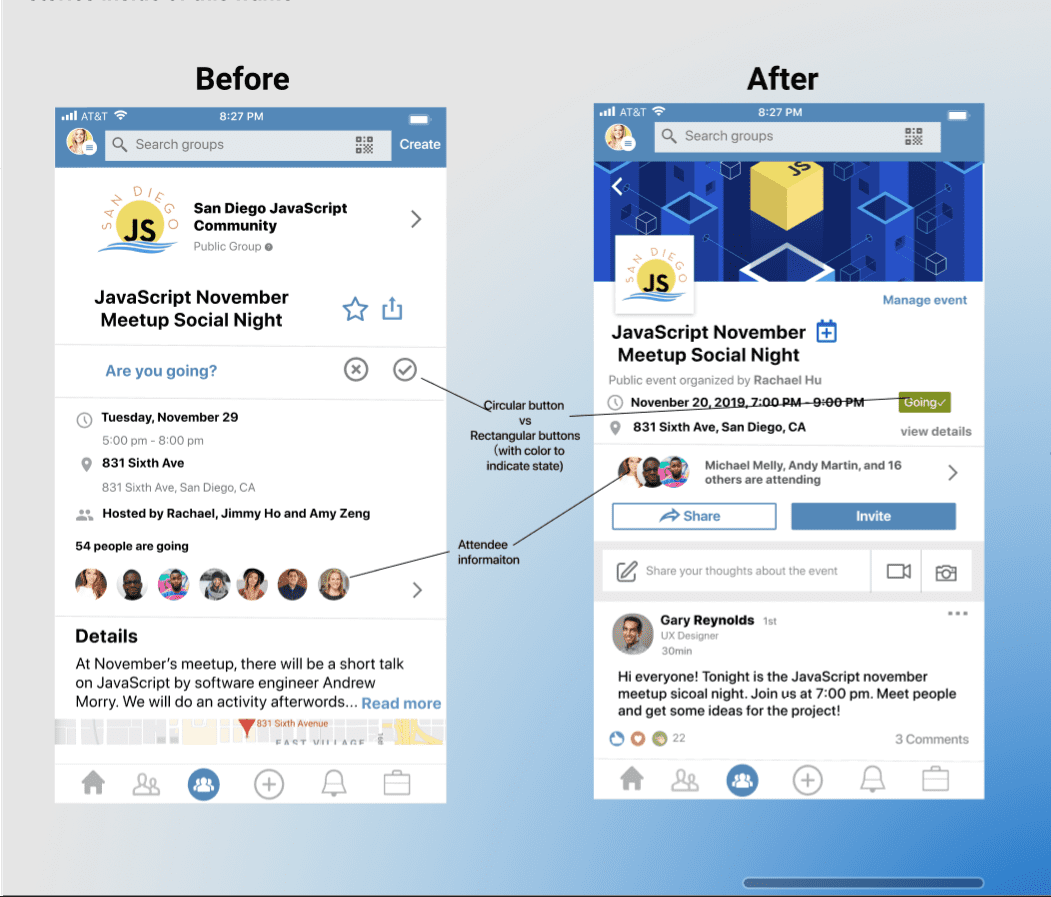 Before
After
AT&T
8:27 PM
Search groups
Create
SAN DIEGO
JS
San Diego JavaScript
Community
Public Group
JavaScript November
Meetup Social Night
Are you going?
Tuesday, November 29
5:00 pm - 8:00 pm
831 Sixth Ave
831 Sixth Ave, San Diego, CA
Hosted by Rachael, Jimmy Ho and Amy Zeng
54 people are going
Details
At November's meetup, there will be a short talk
on JavaScript by software engineer Andrew
Morry. We will do an activity afterwords... Read more
831 Sixth Avenue
EAST VILLAGE
Circular button
vs
Rectangular buttons
(with color to
indicate state)
Attendee
informaiton
AT&T
8:27 PM
Search groups
JS
SAN DIEGO
JS
Manage event
JavaScript November
Meetup Social Night
Public event organized by Rachael Hu
Novenber 20, 2019, 7:00 PM - 9:00 PM
Going✓
831 Sixth Ave, San Diego, CA
view details
Michael Melly, Andy Martin, and 16
others are attending
Share
Invite
Share your thoughts about the event
Gary Reynolds 1st
UX Designer
30min
Hi everyone! Tonight is the JavaScript november
meetup sicoal night. Join us at 7:00 pm. Meet people
and get some ideas for the project!
22
3 Comments